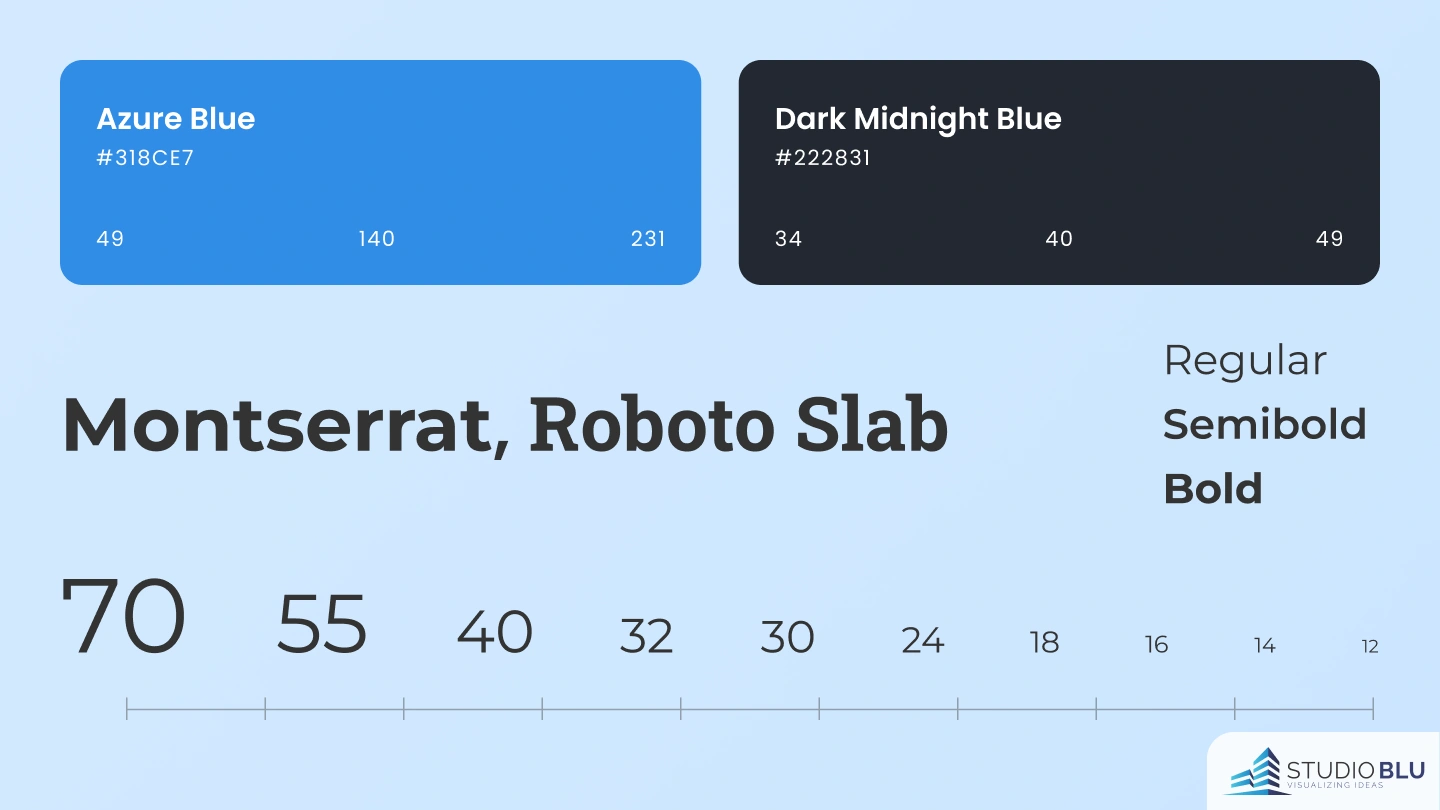 Azure Blue
#318CE7
49 140 231
Dark Midnight Blue
#222831
34 40 49
Regular
Montserrat, Roboto Slab
Semibold
Bold
70 55 40 32 30 24 18 16 14 12
STUDIO BLU
VISUALIZING IDEAS